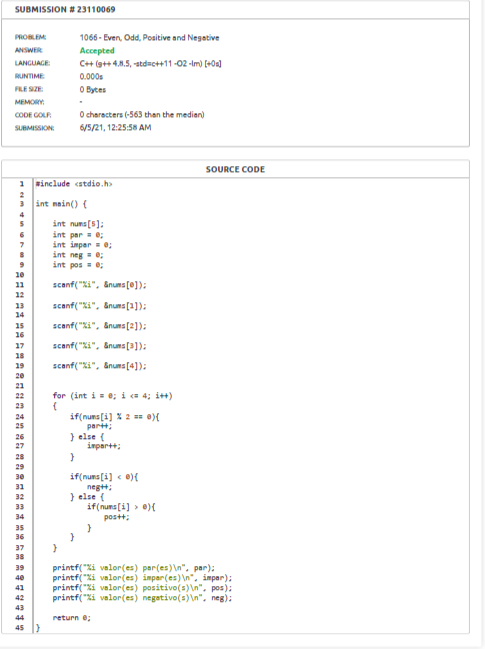 SUBMISSION # 23110069
PROBLEM: 1066 - Even, Odd, Positive and Negative
ANSWER: Accepted
LANGUAGE: C++ (g++ 4.8.5, -std=c++11 -O2 -lm) [+0s]
RUNTIME: 0.000s
FILE SIZE: 0 Bytes
MEMORY: -
CODE GOLF: 0 characters (-563 than the median)
SUBMISSION: 6/5/21, 12:25:58 AM
SOURCE CODE
1 #include <stdio.h>
2
3 int main() {
4
5 int nums[5];
6 int par = 0;
7 int impar = 0;
8 int neg = 0;
9 int pos = 0;
10
11 scanf("%i", &nums[0]);
12
13 scanf("%i", &nums[1]);
14
15 scanf("%i", &nums[2]);
16
17 scanf("%i", &nums[3]);
18
19 scanf("%i", &nums[4]);
20
21
22 for (int i = 0; i <= 4; i++)
23 {
24 if(nums[i] % 2 == 0){
25 par++;
26 } else {
27 impar++;
28 }
29
30 if(nums[i] < 0){
31 neg++;
32 } else {
33 if(nums[i] > 0){
34 pos++;
35 }
36 }
37 }
38
39 printf("%i valor(es) par(es)\n", par);
40 printf("%i valor(es) impar(es)\n", impar);
41 printf("%i valor(es) positivo(s)\n", pos);
42 printf("%i valor(es) negativo(s)\n", neg);
43
44 return 0;
45 }